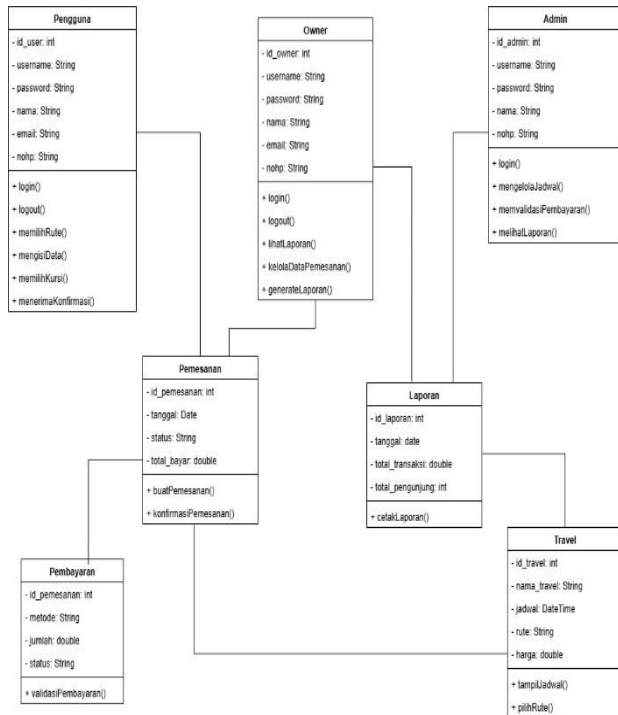 Pengguna
- id_user: int
- username: String
- password: String
- nama: String
- email: String
- nohp: String
+ login()
+ logout()
+ memilihRute()
+ mengisiData()
+ memilihKursi()
+ menerimaKonfirmasi()
Owner
- id_owner: int
- username: String
- password: String
- nama: String
- email: String
- nohp: String
+ login()
+ logout()
+ lihatLaporan()
+ kelolaDataPemesanan()
+ generateLaporan()
Admin
- id_admin: int
- username: String
- password: String
- nama: String
- nohp: String
+ login()
+ mengelolaJadwal()
+ memvalidasiPembayaran()
+ melihatLaporan()
Pemesanan
- id_pemesanan: int
- tanggal: Date
- status: String
- total_bayar: double
+ buatPemesanan()
+ konfirmasiPemesanan()
Laporan
- id_laporan: int
- tanggal: date
- total_transaksi: double
- total_pengunjung: int
+ cetakLaporan()
Pembayaran
- id_pemesanan: int
- metode: String
- jumlah: double
- status: String
+ validasiPembayaran()
Travel
- id_travel: int
- nama_travel: String
- jadwal: DateTime
- rute: String
- harga: double
+ tampilJadwal()
+ pilihRute()